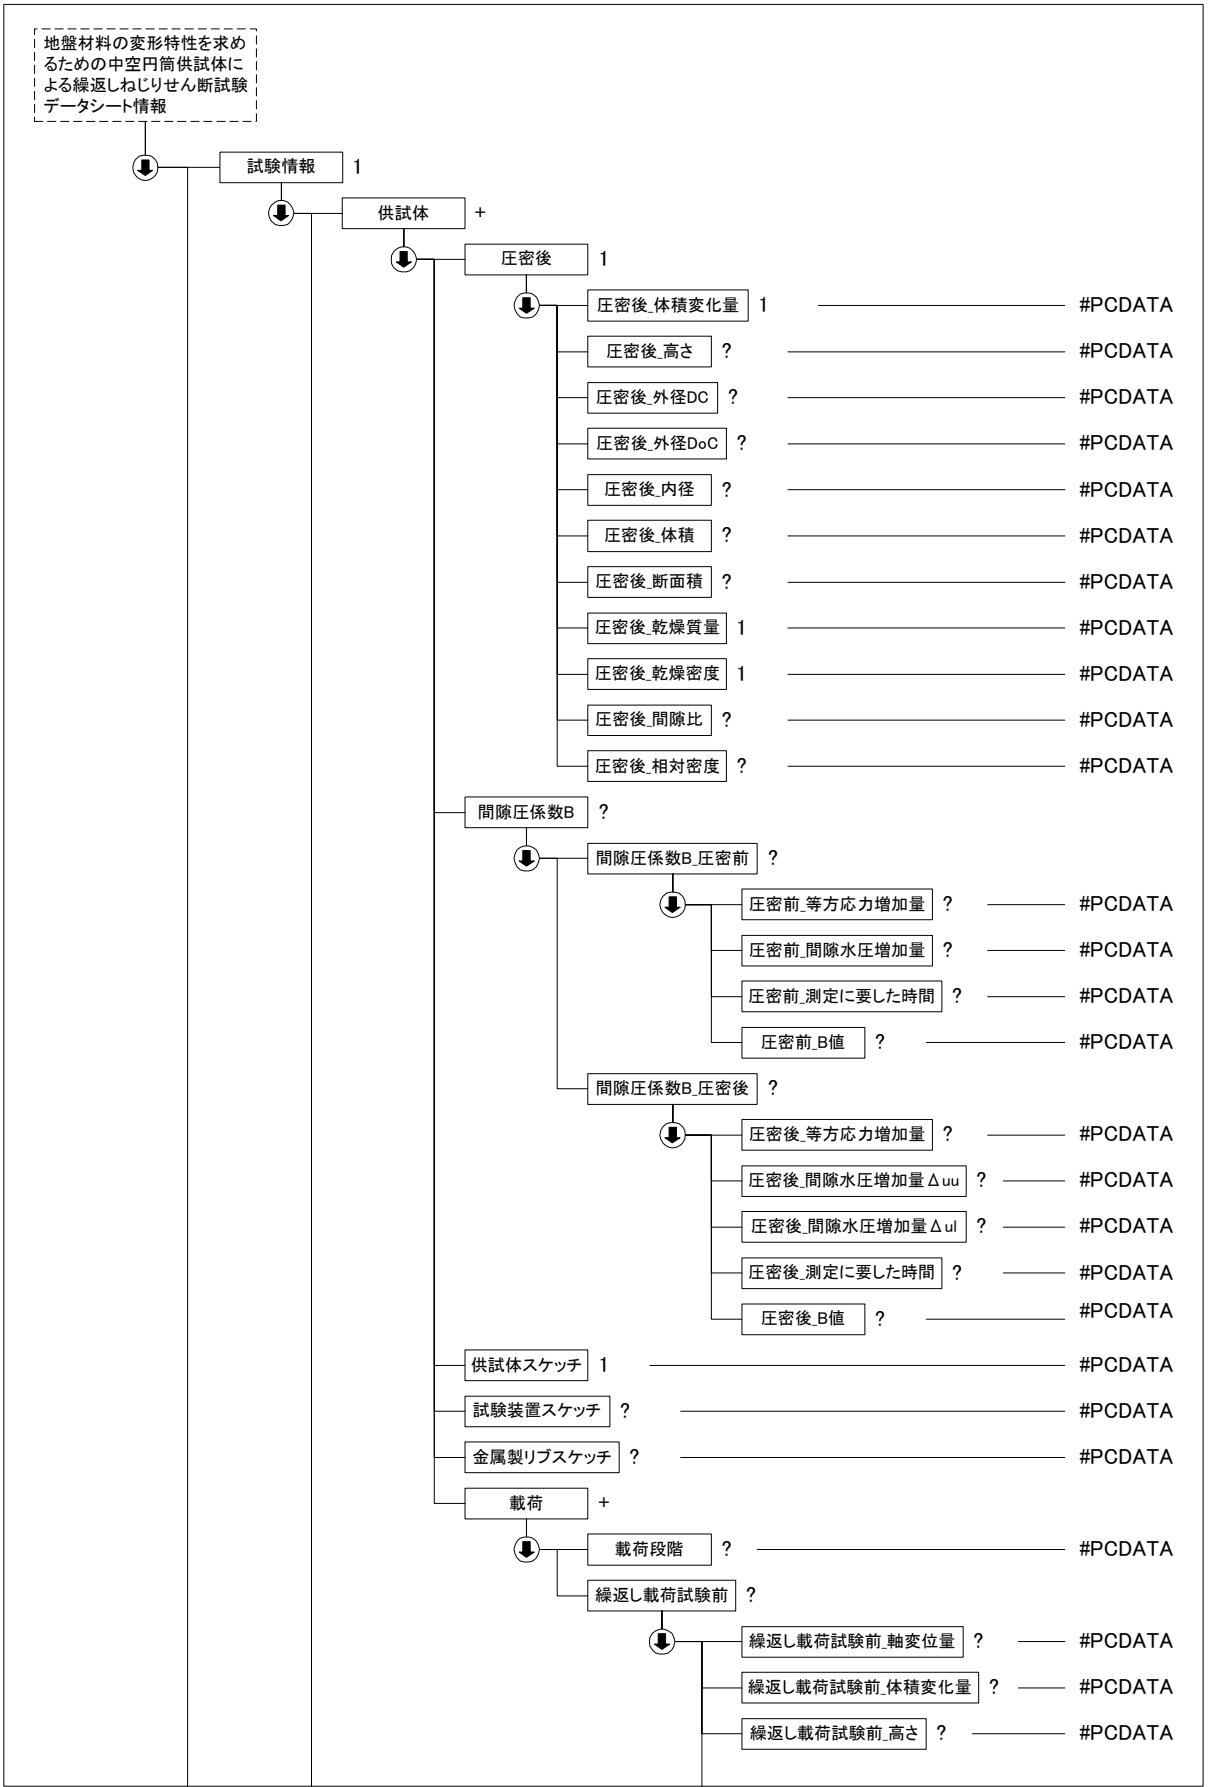 地盤材料の変形特性を求め
るための中空円筒供試体に
よる繰返しねじりせん断試験
データシート情報
試験情報 1
供試体 +
圧密後 1
圧密後_体積変化量 1 #PCDATA
圧密後_高さ ? #PCDATA
圧密後_外径DC ? #PCDATA
圧密後_外径DoC ? #PCDATA
圧密後_内径 ? #PCDATA
圧密後_体積 ? #PCDATA
圧密後_断面積 ? #PCDATA
圧密後_乾燥質量 1 #PCDATA
圧密後_乾燥密度 1 #PCDATA
圧密後_間隙比 ? #PCDATA
圧密後_相対密度 ? #PCDATA
間隙圧係数B ?
間隙圧係数B_圧密前 ?
圧密前_等方応力増加量 ? #PCDATA
圧密前_間隙水圧増加量 ? #PCDATA
圧密前_測定に要した時間 ? #PCDATA
圧密前_B値 ? #PCDATA
間隙圧係数B_圧密後 ?
圧密後_等方応力増加量 ? #PCDATA
圧密後_間隙水圧増加量Δuu ? #PCDATA
圧密後_間隙水圧増加量Δul ? #PCDATA
圧密後_測定に要した時間 ? #PCDATA
圧密後_B値 ? #PCDATA
供試体スケッチ 1 #PCDATA
試験装置スケッチ ? #PCDATA
金属製リブスケッチ ? #PCDATA
載荷 +
載荷段階 ? #PCDATA
繰返し載荷試験前 ?
繰返し載荷試験前_軸変位量 ? #PCDATA
繰返し載荷試験前_体積変化量 ? #PCDATA
繰返し載荷試験前_高さ ? #PCDATA